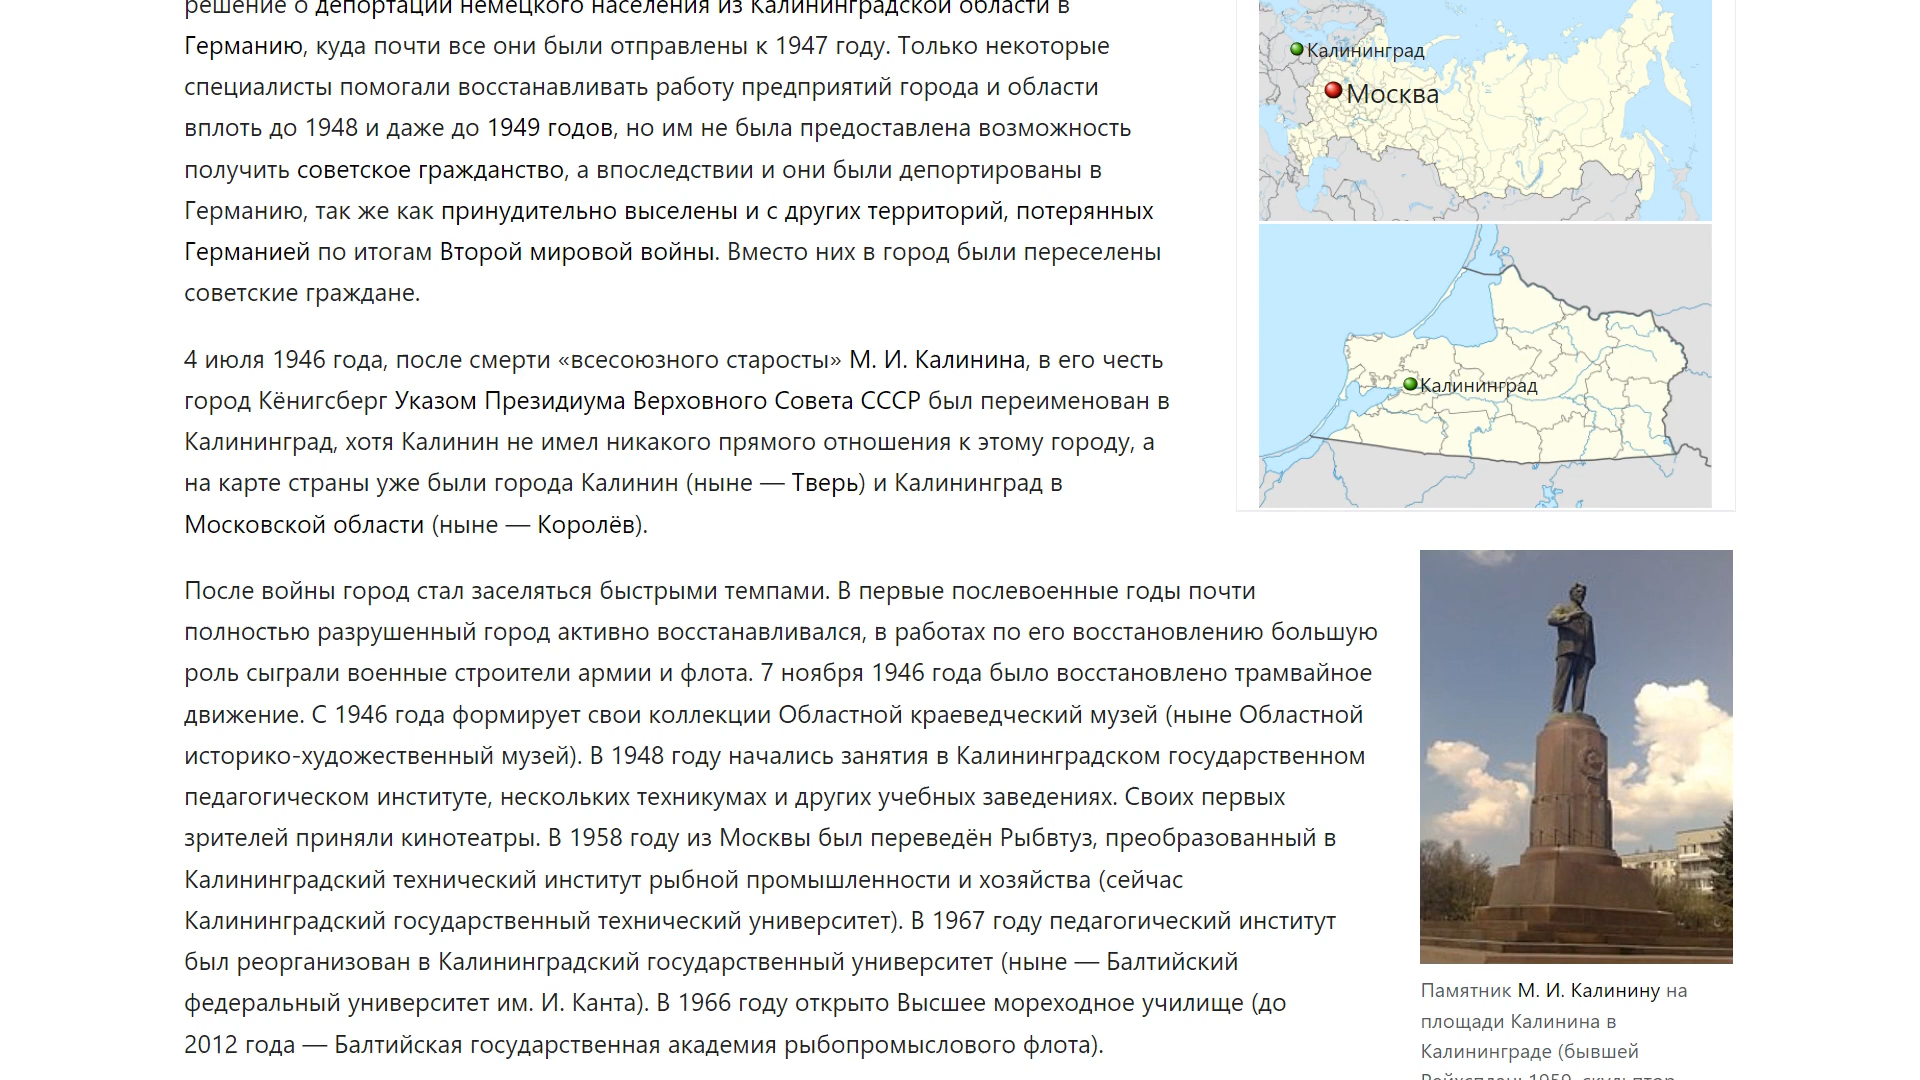 решение о депортации немецкого населения из Калининградской области в
Германию, куда почти все они были отправлены к 1947 году. Только некоторые
специалисты помогали восстанавливать работу предприятий города и области
вплоть до 1948 и даже до 1949 годов, но им не была предоставлена возможность
получить советское гражданство, а впоследствии и они были депортированы в
Германию, так же как принудительно выселены и с других территорий, потерянных
Германией по итогам Второй мировой войны. Вместо них в город были переселены
советские граждане.
4 июля 1946 года, после смерти «всесоюзного старосты» М. И. Калинина, в его честь
город Кёнигсберг Указом Президиума Верховного Совета СССР был переименован в
Калининград, хотя Калинин не имел никакого прямого отношения к этому городу, а
на карте страны уже были города Калинин (ныне — Тверь) и Калининград в
Московской области (ныне — Королёв).
После войны город стал заселяться быстрыми темпами. В первые послевоенные годы почти
полностью разрушенный город активно восстанавливался, в работах по его восстановлению большую
роль сыграли военные строители армии и флота. 7 ноября 1946 года было восстановлено трамвайное
движение. С 1946 года формирует свои коллекции Областной краеведческий музей (ныне Областной
историко-художественный музей). В 1948 году начались занятия в Калининградском государственном
педагогическом институте, нескольких техникумах и других учебных заведениях. Своих первых
зрителей приняли кинотеатры. В 1958 году из Москвы был переведён Рыбвтуз, преобразованный в
Калининградский технический институт рыбной промышленности и хозяйства (сейчас
Калининградский государственный технический университет). В 1967 году педагогический институт
был реорганизован в Калининградский государственный университет (ныне — Балтийский
федеральный университет им. И. Канта). В 1966 году открыто Высшее мореходное училище (до
2012 года — Балтийская государственная академия рыбопромыслового флота).
Калининград
Москва
Калининград
Памятник М. И. Калинину на
площади Калинина в
Калининграде (бывшей
1959, скульптор